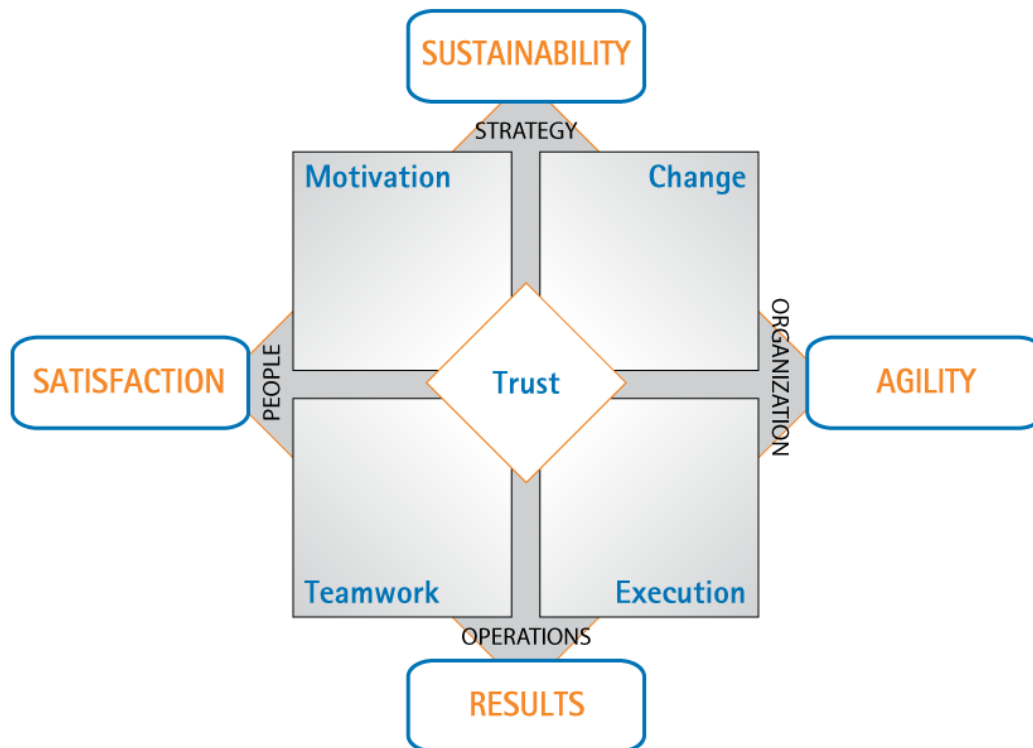 SUSTAINABILITY
STRATEGY
Motivation
Change
SATISFACTION
PEOPLE
Trust
ORGANIZATION
AGILITY
Teamwork
Execution
OPERATIONS
RESULTS